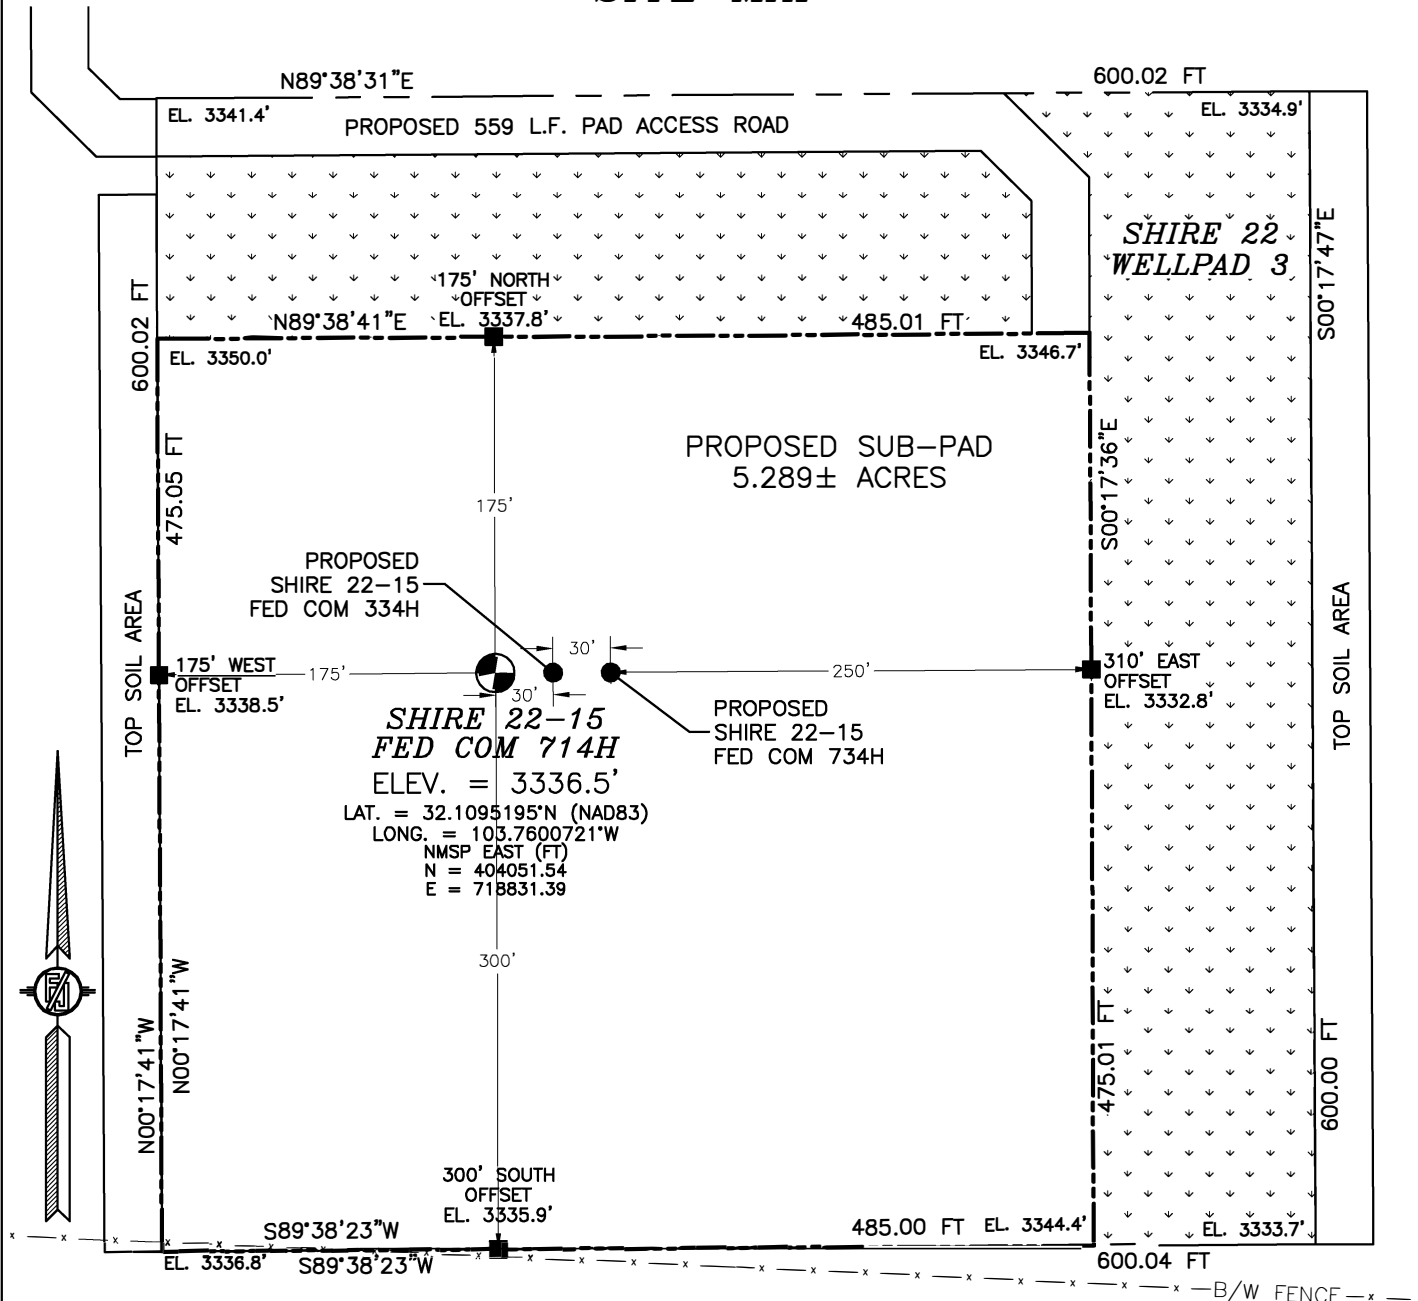 N89°38'31"E
600.02 FT
EL. 3341.4'
EL. 3334.9'
PROPOSED 559 L.F. PAD ACCESS ROAD
SHIRE 22
WELLPAD 3
S00°17'47"E
600.02 FT
175' NORTH
OFFSET
EL. 3337.8'
N89°38'41"E
485.01 FT
EL. 3350.0'
EL. 3346.7'
PROPOSED SUB-PAD
5.289± ACRES
475.05 FT
S00°17'36"E
175'
PROPOSED
SHIRE 22-15
FED COM 334H
30'
TOP SOIL AREA
TOP SOIL AREA
175' WEST
OFFSET
EL. 3338.5'
175'
30'
250'
310' EAST
OFFSET
EL. 3332.8'
SHIRE 22-15
FED COM 714H
ELEV. = 3336.5'
LAT. = 32.1095195°N (NAD83)
LONG. = 103.7600721°W
NMSP EAST (FT)
N = 404051.54
E = 718831.39
PROPOSED
SHIRE 22-15
FED COM 734H
300'
N00°17'41"W
N00°17'41"W
475.01 FT
600.00 FT
300' SOUTH
OFFSET
EL. 3335.9'
S89°38'23"W
485.00 FT
EL. 3344.4'
EL. 3333.7'
EL. 3336.8'
S89°38'23"W
600.04 FT
B/W FENCE